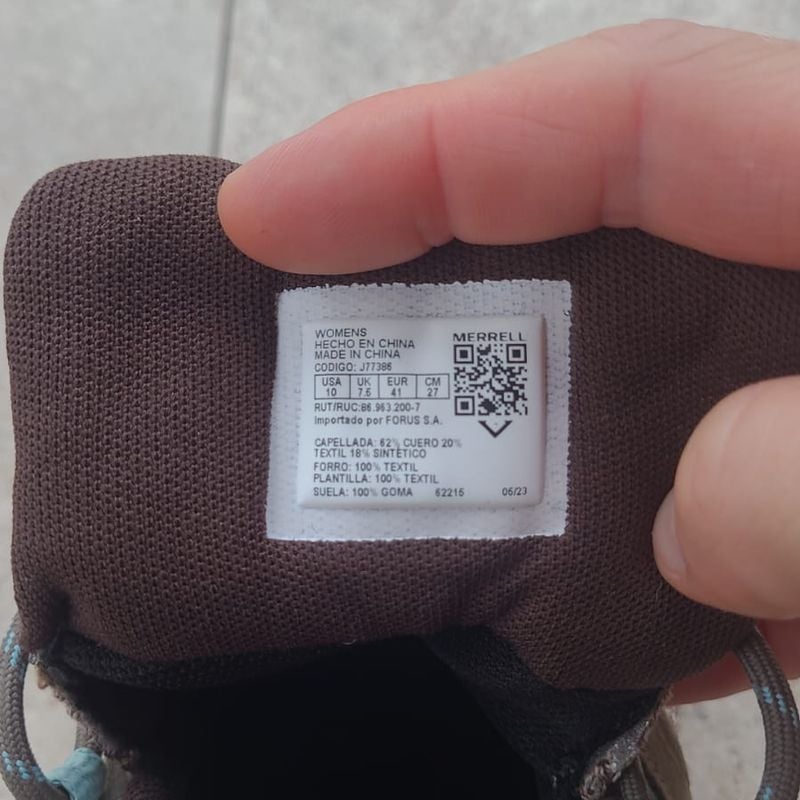 WOMENS
HECHO EN CHINA
MADE IN CHINA
CODIGO: J77386
MERRELL
USA UK EUR CM
10 7.5 41 27
RUT/RUC:86.963.200-7
Importado por FORUS S.A.
CAPELLADA: 62% CUERO 20%
TEXTIL 18% SINTÉTICO
FORRO: 100% TEXTIL
PLANTILLA: 100% TEXTIL
SUELA: 100% GOMA 62215 06/23